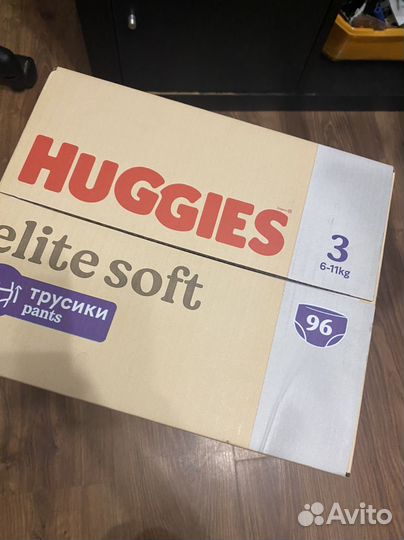 HUGGIES
3
6-11kg
elite soft
трусики
pants
96
Avito